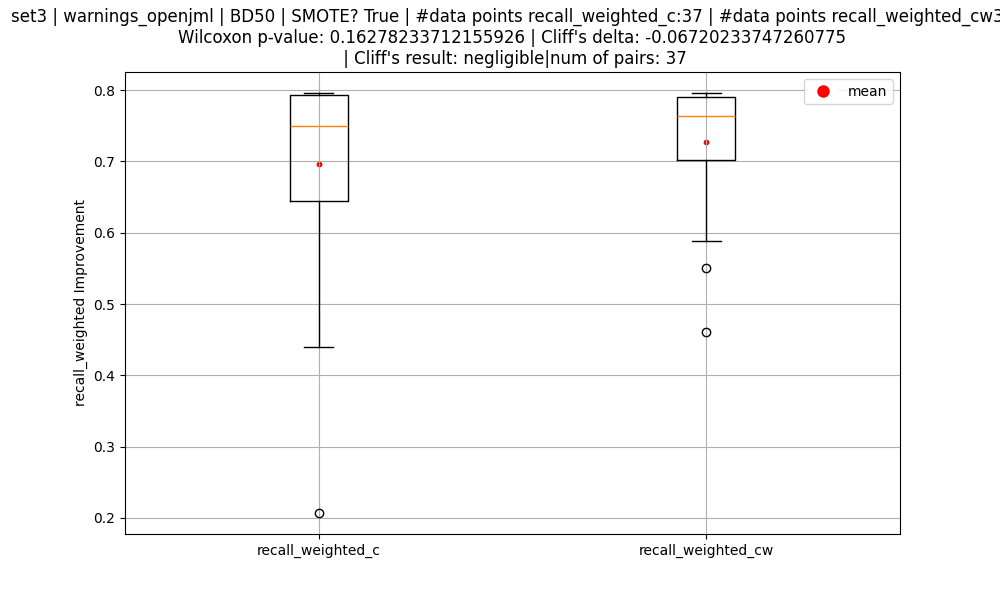 set3 | warnings_openjml | BD50 | SMOTE? True | #data points recall_weighted_c:37 | #data points recall_weighted_cw3
Wilcoxon p-value: 0.16278233712155926 | Cliff's delta: -0.06720233747260775
| Cliff's result: negligible|num of pairs: 37
mean
0.8
0.7
0.6
0.5
0.4
0.3
0.2
recall_weighted Improvement
recall_weighted_c
recall_weighted_cw